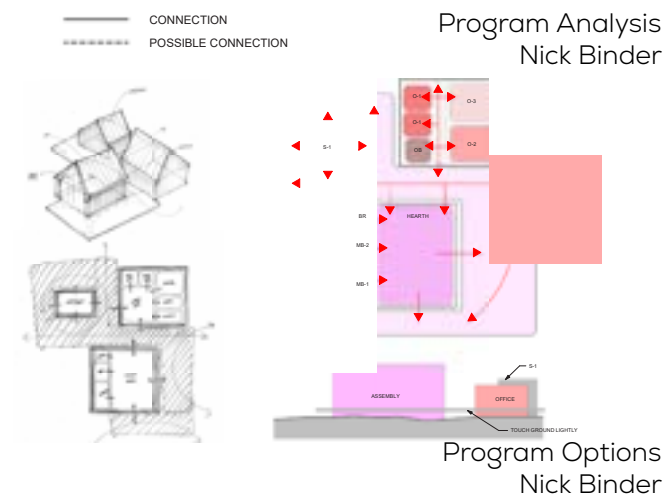 CONNECTION
POSSIBLE CONNECTION
Program Analysis
Nick Binder
O-1
O-3
O-1
S-1
OB
O-2
BR
HEARTH
MB-2
MB-1
S-1
ASSEMBLY
OFFICE
TOUCH GROUND LIGHTLY
Program Options
Nick Binder